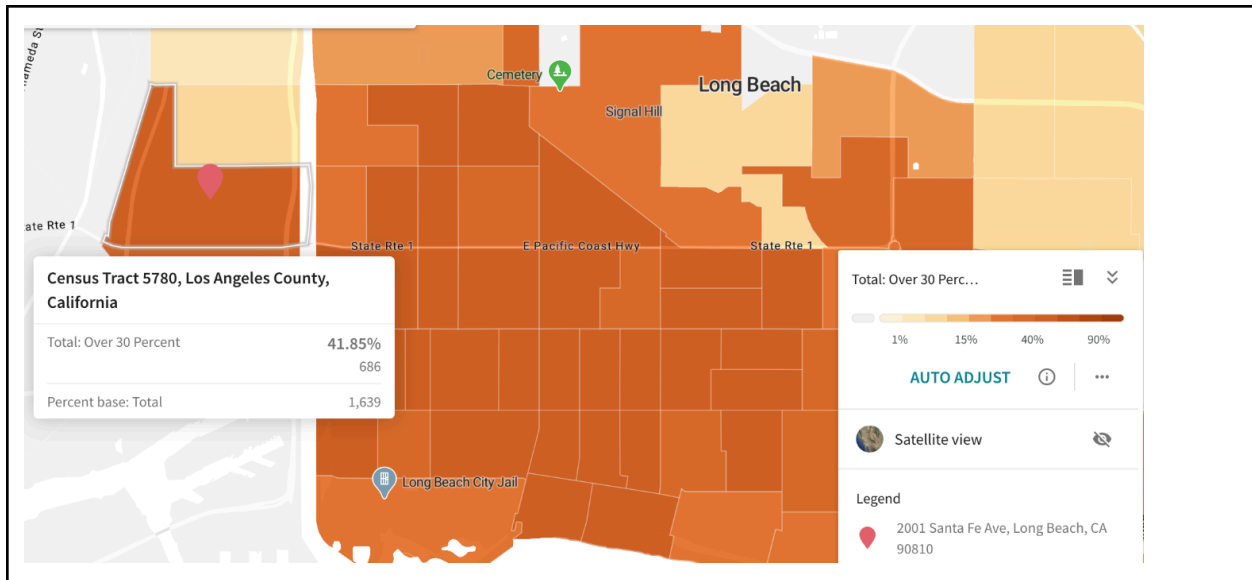 ameda St
Cemetery
Long Beach
Signal Hill
ate Rte 1
State Rte 1
E Pacific Coast Hwy
State Rte 1
Census Tract 5780, Los Angeles County,
California
Total: Over 30 Percent 41.85%
686
Percent base: Total 1,639
Long Beach City Jail
Total: Over 30 Perc...
1% 15% 40% 90%
AUTO ADJUST
Satellite view
Legend
2001 Santa Fe Ave, Long Beach, CA
90810